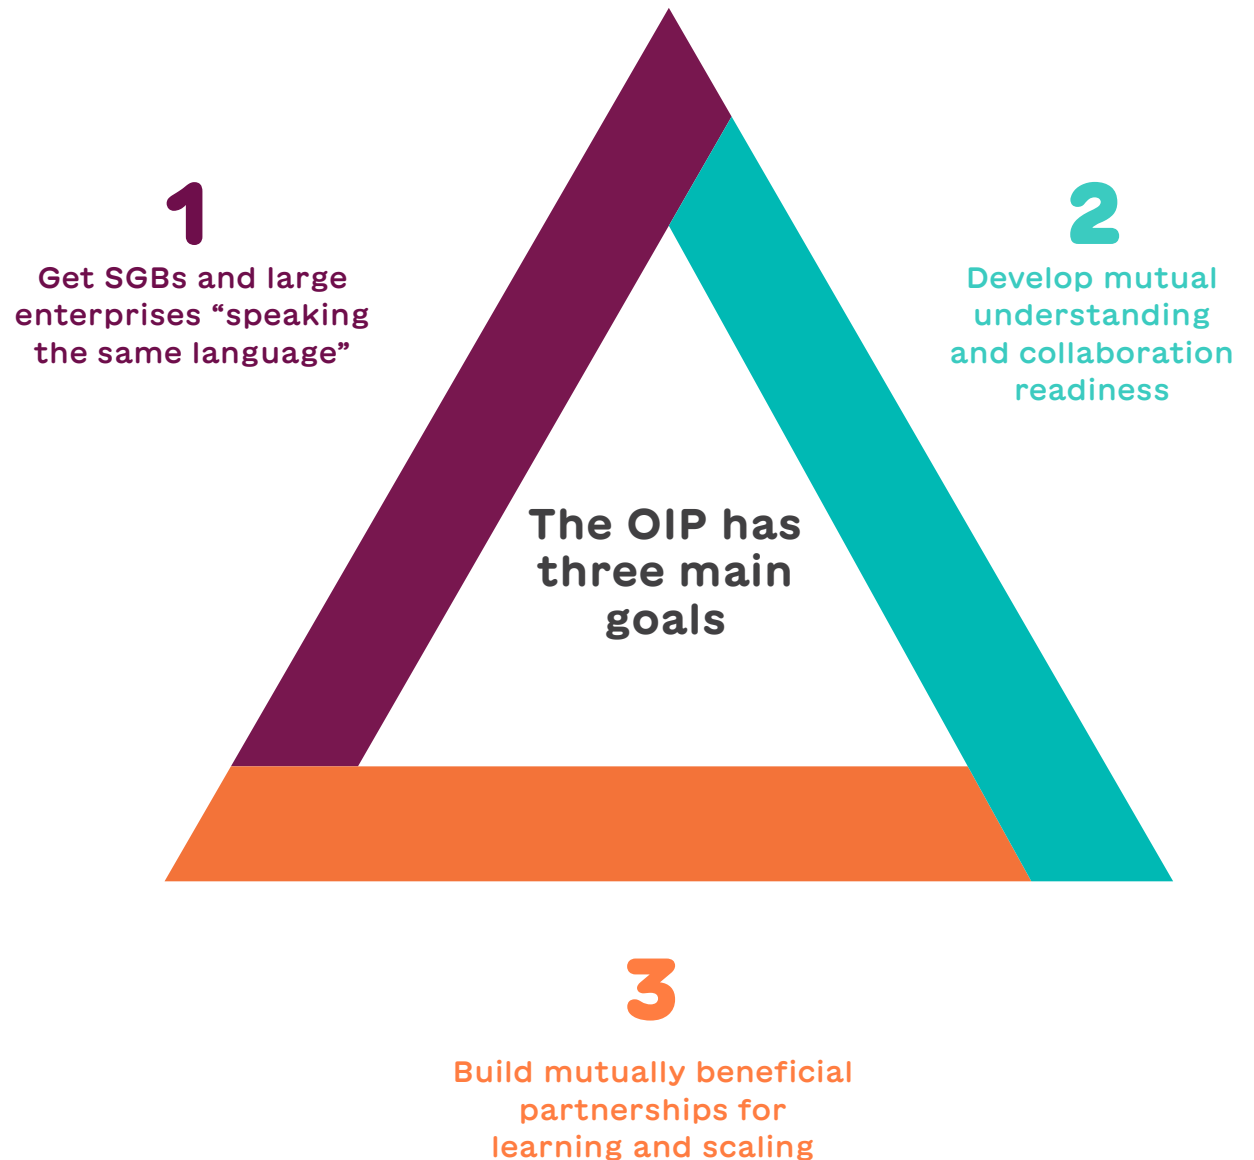 1
Get SGBs and large
enterprises “speaking
the same language”
2
Develop mutual
understanding
and collaboration
readiness
The OIP has
three main
goals
3
Build mutually beneficial
partnerships for
learning and scaling